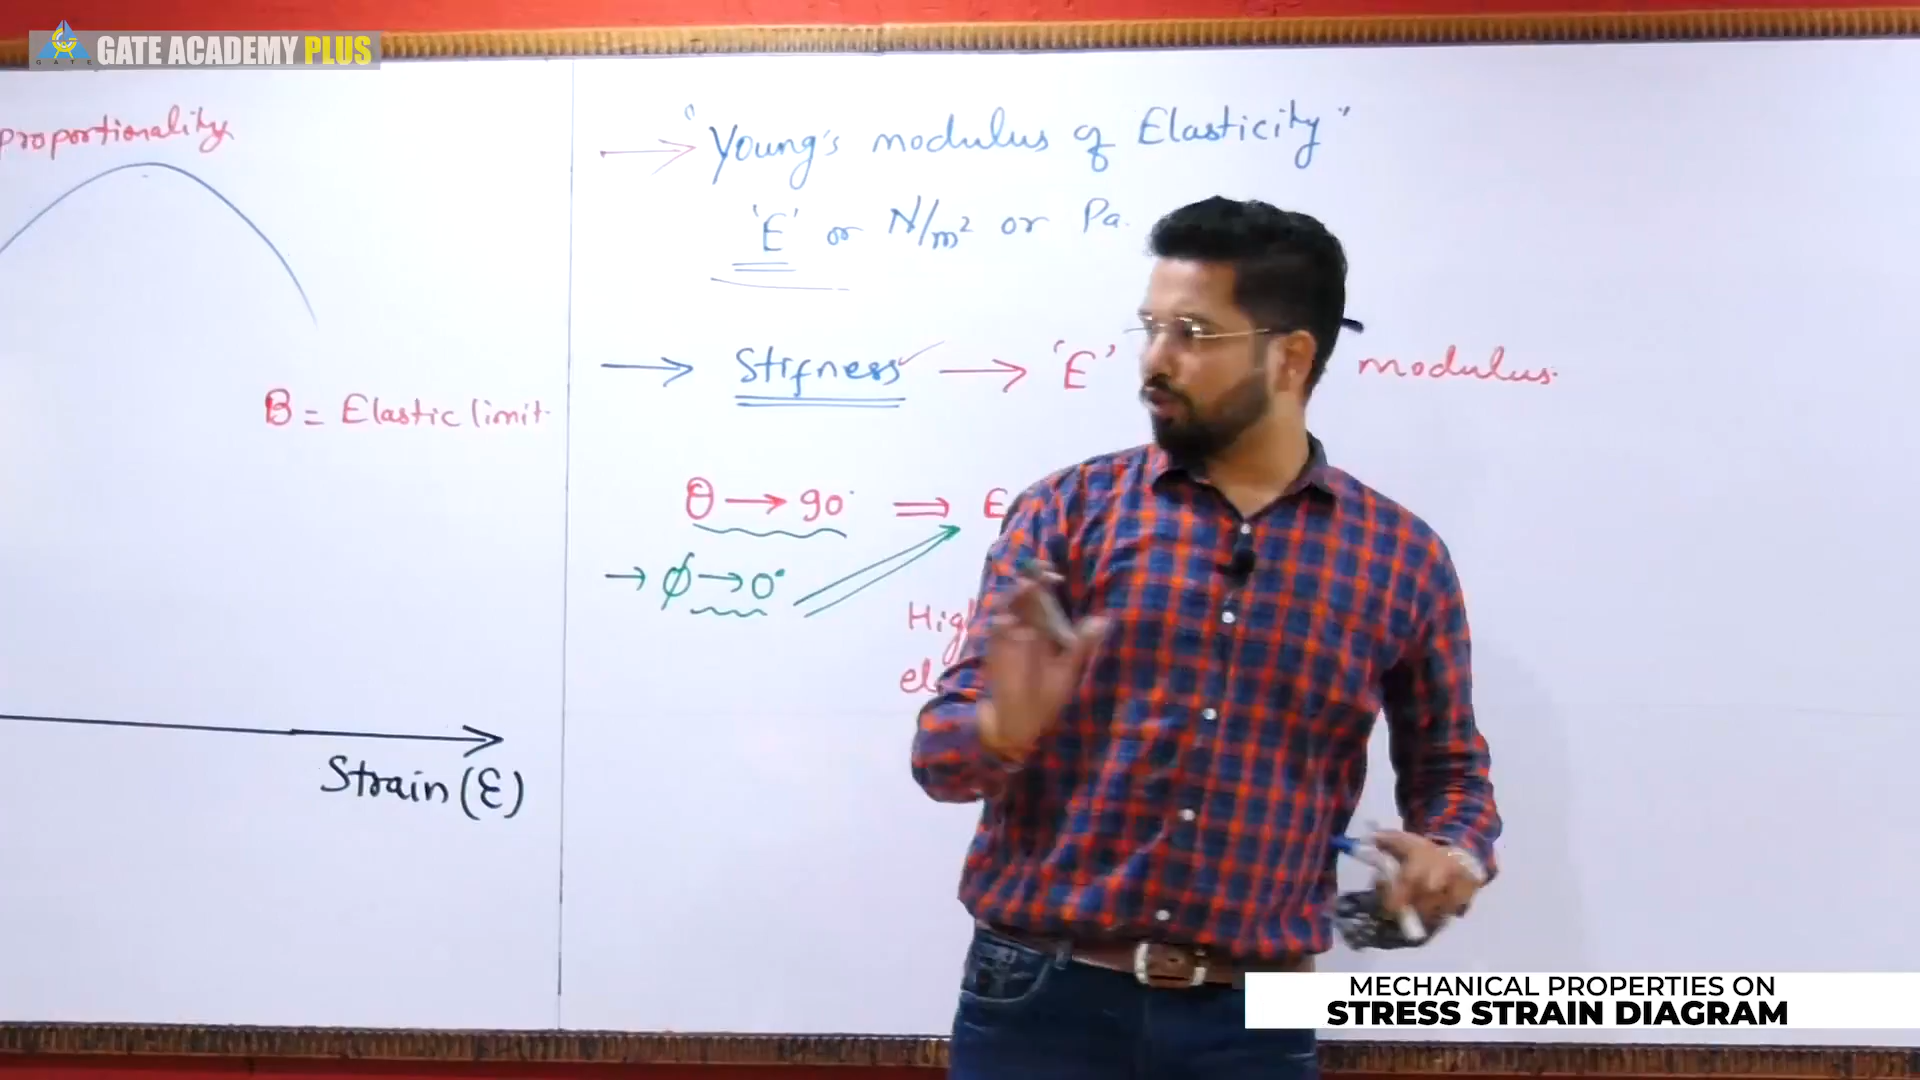 GATE ACADEMY PLUS
GATE
proportionality
B = Elastic limit
Strain (ε)
→ "Young's modulus of Elasticity"
'E' or N/m² or Pa.
→ Stifness → 'E' modulus.
θ → 90° ⇒ E
→ ϕ → 0°
MECHANICAL PROPERTIES ON
STRESS STRAIN DIAGRAM